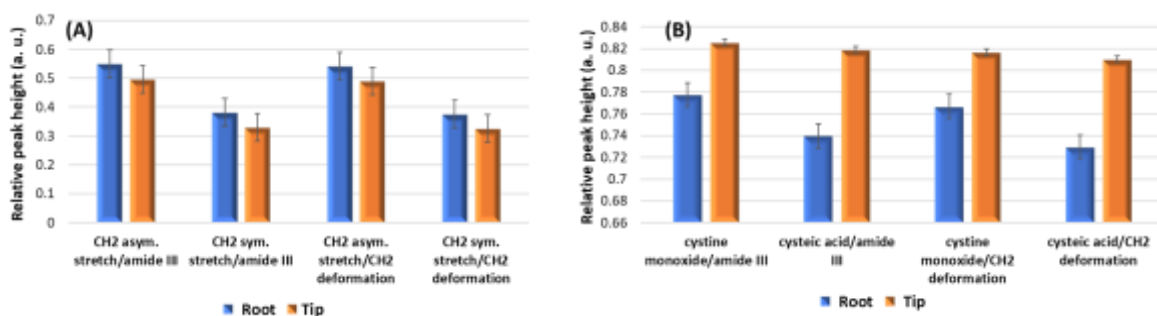 (A)
Relative peak height (a. u.)
0.7
0.6
0.5
0.4
0.3
0.2
0.1
0
CH2 asym.
stretch/amide III
CH2 sym.
stretch/amide III
CH2 asym.
stretch/CH2
deformation
CH2 sym.
stretch/CH2
deformation
Root
Tip
(B)
Relative peak height (a. u.)
0.84
0.82
0.8
0.78
0.76
0.74
0.72
0.7
0.68
0.66
cystine
monoxide/amide III
cysteic acid/amide
III
cystine
monoxide/CH2
deformation
cysteic acid/CH2
deformation
Root
Tip